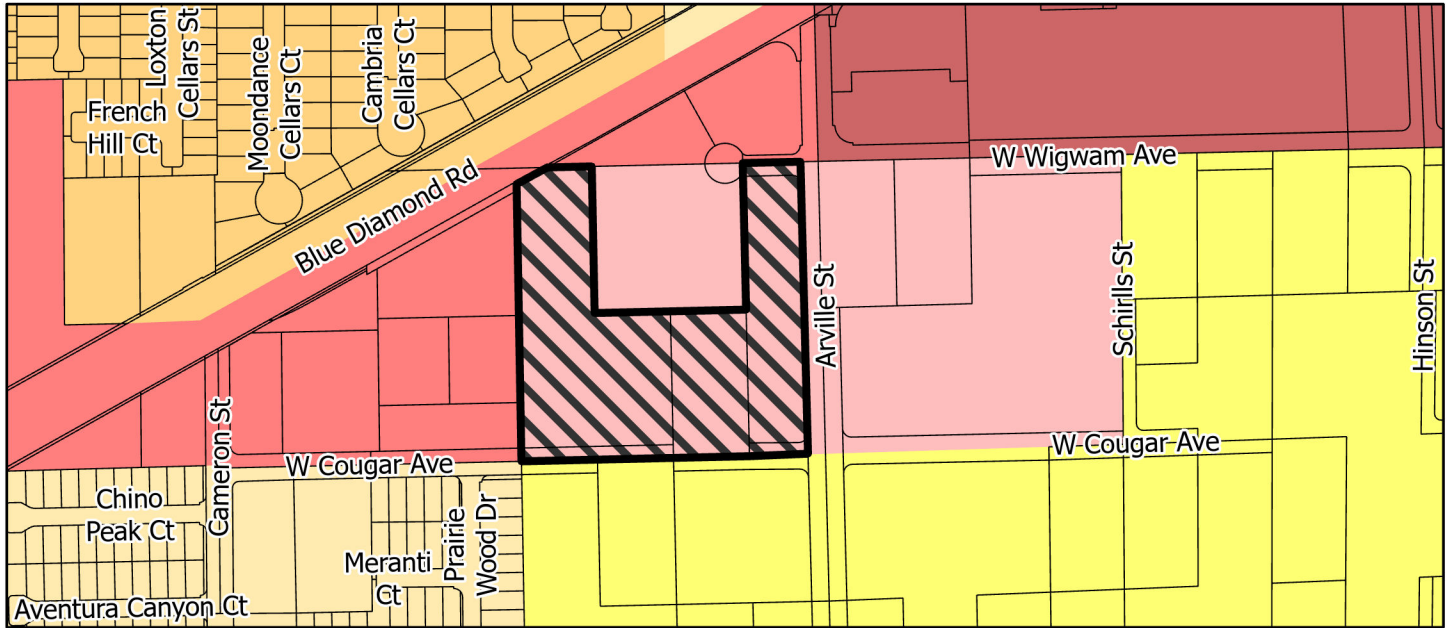 Loxton
Cellars St
French
Hill Ct
Moondance
Cellars Ct
Cambria
Cellars Ct
Blue Diamond Rd
W Wigwam Ave
Arville St
Schirlls St
Hinson St
Cameron St
W Cougar Ave
W Cougar Ave
Chino
Peak Ct
Prairie
Wood Dr
Meranti
Ct
Aventura Canyon Ct